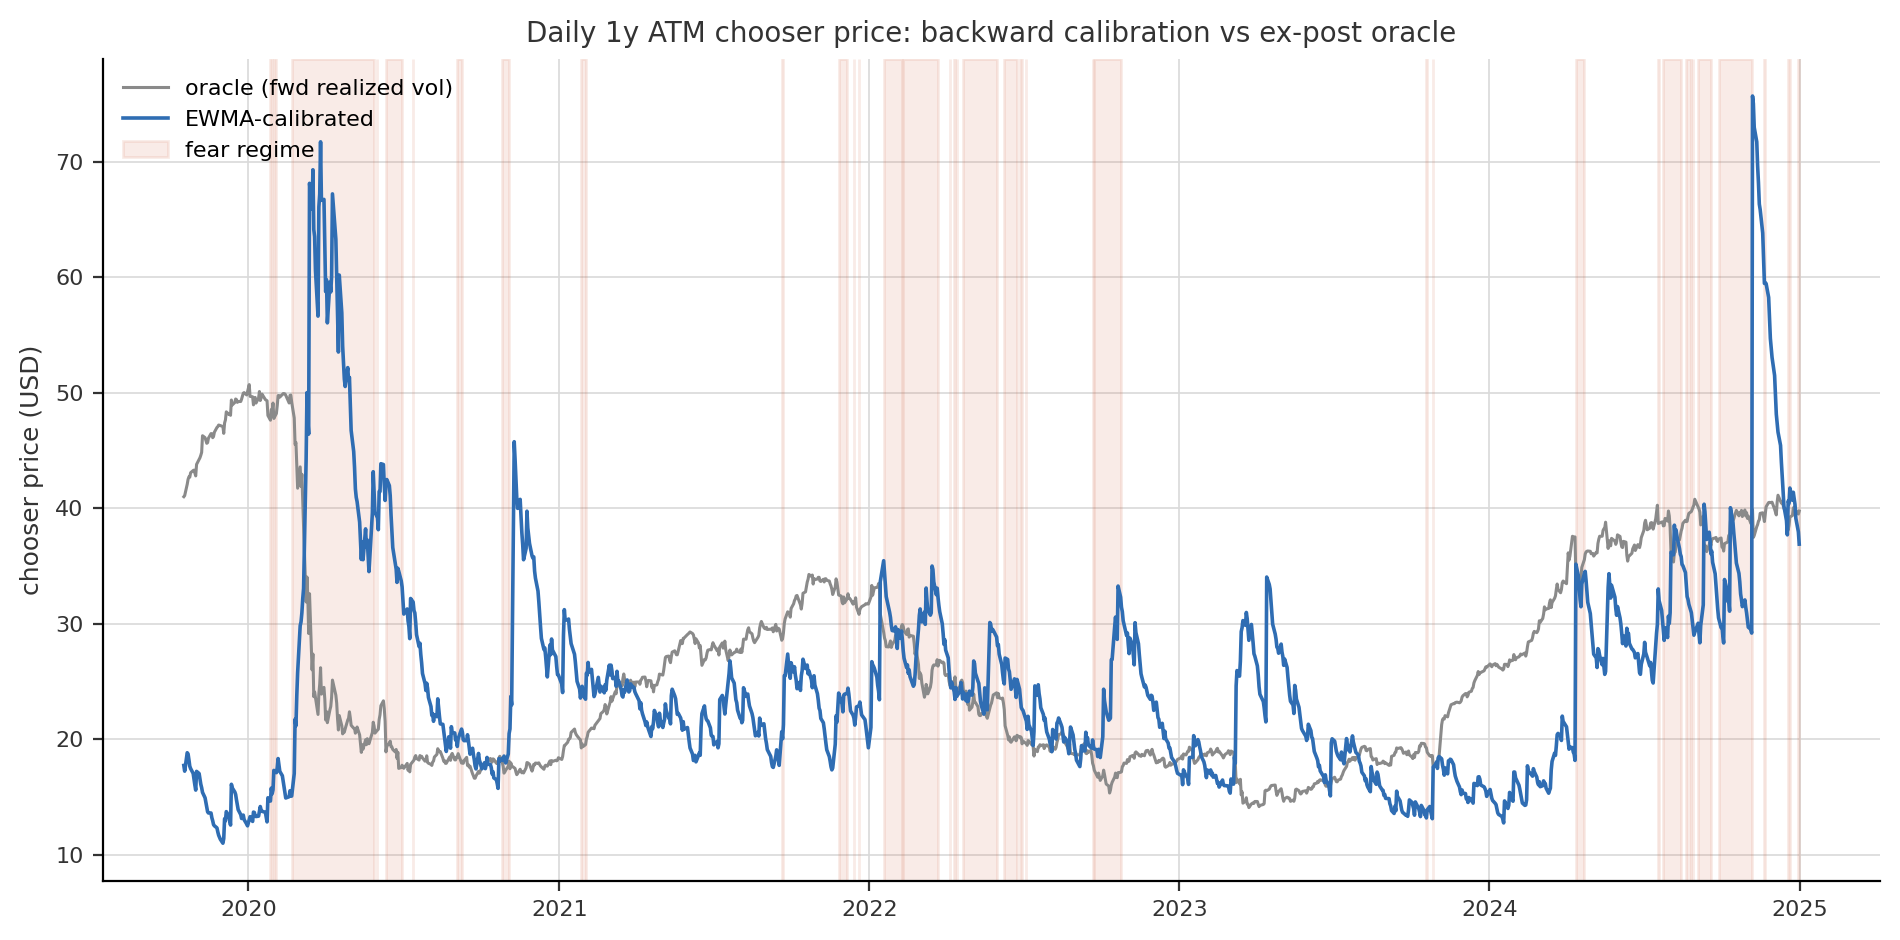 Daily 1y ATM chooser price: backward calibration vs ex-post oracle
oracle (fwd realized vol)
EWMA-calibrated
fear regime
chooser price (USD)
70
60
50
40
30
20
10
2020
2021
2022
2023
2024
2025